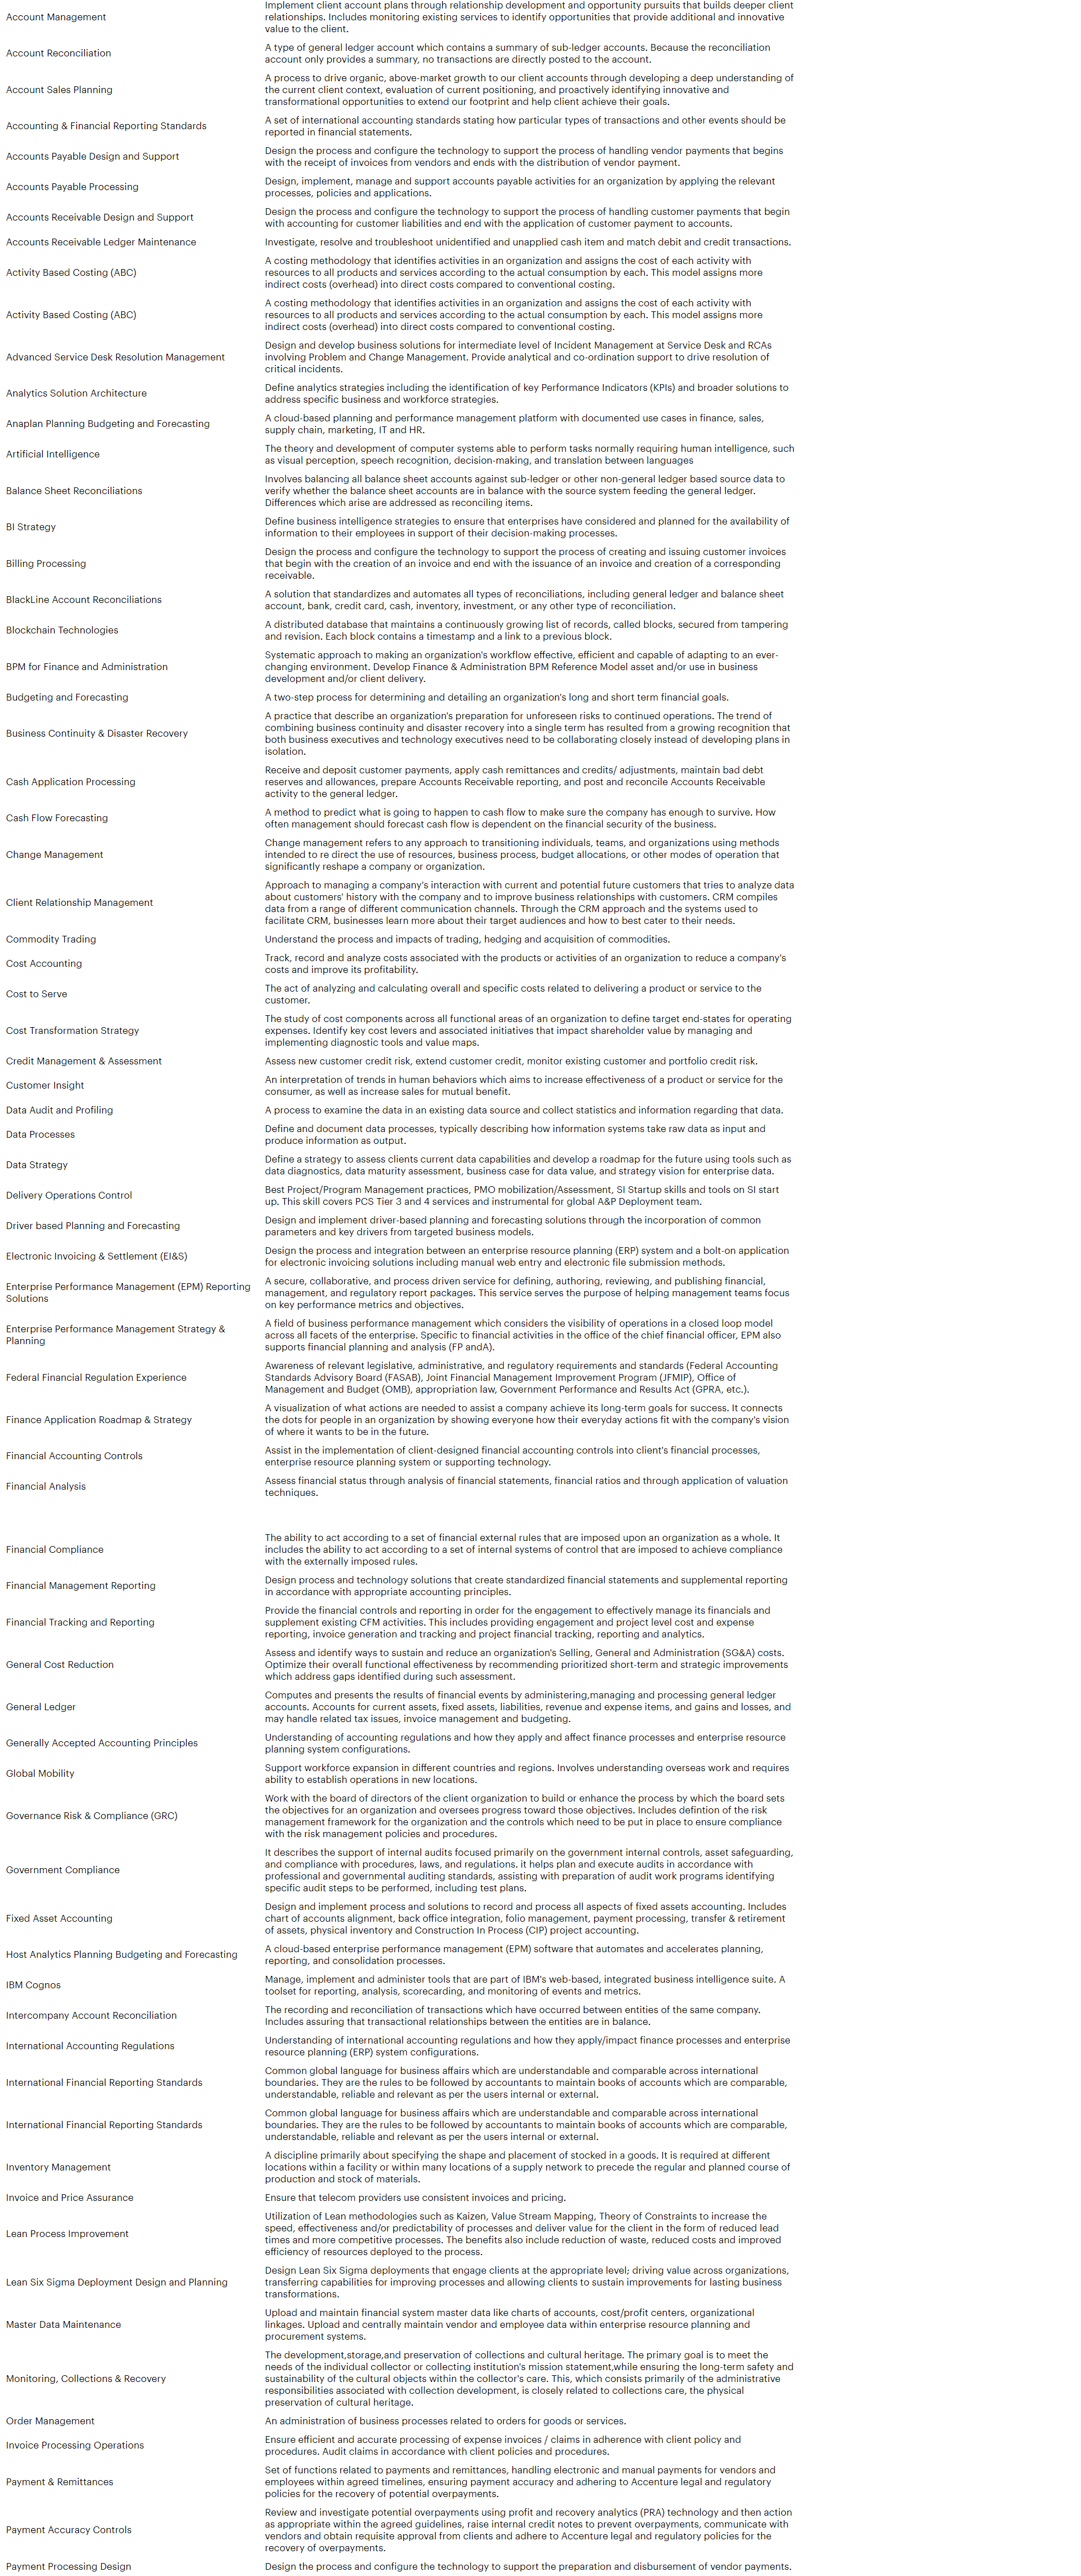 Account Management
Implement client account plans through relationship development and opportunity pursuits that builds deeper client
relationships. Includes monitoring existing services to identify opportunities that provide additional and innovative
value to the client.
Account Reconciliation
A type of general ledger account which contains a summary of sub-ledger accounts. Because the reconciliation
account only provides a summary, no transactions are directly posted to the account.
Account Sales Planning
A process to drive organic, above-market growth to our client accounts through developing a deep understanding of
the current client context, evaluation of current positioning, and proactively identifying innovative and
transformational opportunities to extend our footprint and help client achieve their goals.
Accounting & Financial Reporting Standards
A set of international accounting standards stating how particular types of transactions and other events should be
reported in financial statements.
Accounts Payable Design and Support
Design the process and configure the technology to support the process of handling vendor payments that begins
with the receipt of invoices from vendors and ends with the distribution of vendor payment.
Accounts Payable Processing
Design, implement, manage and support accounts payable activities for an organization by applying the relevant
processes, policies and applications.
Accounts Receivable Design and Support
Design the process and configure the technology to support the process of handling customer payments that begin
with accounting for customer liabilities and end with the application of customer payment to accounts.
Accounts Receivable Ledger Maintenance
Investigate, resolve and troubleshoot unidentified and unapplied cash item and match debit and credit transactions.
Activity Based Costing (ABC)
A costing methodology that identifies activities in an organization and assigns the cost of each activity with
resources to all products and services according to the actual consumption by each. This model assigns more
indirect costs (overhead) into direct costs compared to conventional costing.
Activity Based Costing (ABC)
A costing methodology that identifies activities in an organization and assigns the cost of each activity with
resources to all products and services according to the actual consumption by each. This model assigns more
indirect costs (overhead) into direct costs compared to conventional costing.
Advanced Service Desk Resolution Management
Design and develop business solutions for intermediate level of Incident Management at Service Desk and RCAs
involving Problem and Change Management. Provide analytical and co-ordination support to drive resolution of
critical incidents.
Analytics Solution Architecture
Define analytics strategies including the identification of key Performance Indicators (KPIs) and broader solutions to
address specific business and workforce strategies.
Anaplan Planning Budgeting and Forecasting
A cloud-based planning and performance management platform with documented use cases in finance, sales,
supply chain, marketing, IT and HR.
Artificial Intelligence
The theory and development of computer systems able to perform tasks normally requiring human intelligence, such
as visual perception, speech recognition, decision-making, and translation between languages
Balance Sheet Reconciliations
Involves balancing all balance sheet accounts against sub-ledger or other non-general ledger based source data to
verify whether the balance sheet accounts are in balance with the source system feeding the general ledger.
Differences which arise are addressed as reconciling items.
BI Strategy
Define business intelligence strategies to ensure that enterprises have considered and planned for the availability of
information to their employees in support of their decision-making processes.
Billing Processing
Design the process and configure the technology to support the process of creating and issuing customer invoices
that begin with the creation of an invoice and end with the issuance of an invoice and creation of a corresponding
receivable.
BlackLine Account Reconciliations
A solution that standardizes and automates all types of reconciliations, including general ledger and balance sheet
account, bank, credit card, cash, inventory, investment, or any other type of reconciliation.
Blockchain Technologies
A distributed database that maintains a continuously growing list of records, called blocks, secured from tampering
and revision. Each block contains a timestamp and a link to a previous block.
BPM for Finance and Administration
Systematic approach to making an organization's workflow effective, efficient and capable of adapting to an ever-
changing environment. Develop Finance & Administration BPM Reference Model asset and/or use in business
development and/or client delivery.
Budgeting and Forecasting
A two-step process for determining and detailing an organization's long and short term financial goals.
Business Continuity & Disaster Recovery
A practice that describe an organization's preparation for unforeseen risks to continued operations. The trend of
combining business continuity and disaster recovery into a single term has resulted from a growing recognition that
both business executives and technology executives need to be collaborating closely instead of developing plans in
isolation.
Cash Application Processing
Receive and deposit customer payments, apply cash remittances and credits/ adjustments, maintain bad debt
reserves and allowances, prepare Accounts Receivable reporting, and post and reconcile Accounts Receivable
activity to the general ledger.
Cash Flow Forecasting
A method to predict what is going to happen to cash flow to make sure the company has enough to survive. How
often management should forecast cash flow is dependent on the financial security of the business.
Change Management
Change management refers to any approach to transitioning individuals, teams, and organizations using methods
intended to re direct the use of resources, business process, budget allocations, or other modes of operation that
significantly reshape a company or organization.
Client Relationship Management
Approach to managing a company's interaction with current and potential future customers that tries to analyze data
about customers' history with the company and to improve business relationships with customers. CRM compiles
data from a range of different communication channels. Through the CRM approach and the systems used to
facilitate CRM, businesses learn more about their target audiences and how to best cater to their needs.
Commodity Trading
Understand the process and impacts of trading, hedging and acquisition of commodities.
Cost Accounting
Track, record and analyze costs associated with the products or activities of an organization to reduce a company's
costs and improve its profitability.
Cost to Serve
The act of analyzing and calculating overall and specific costs related to delivering a product or service to the
customer.
Cost Transformation Strategy
The study of cost components across all functional areas of an organization to define target end-states for operating
expenses. Identify key cost levers and associated initiatives that impact shareholder value by managing and
implementing diagnostic tools and value maps.
Credit Management & Assessment
Assess new customer credit risk, extend customer credit, monitor existing customer and portfolio credit risk.
Customer Insight
An interpretation of trends in human behaviors which aims to increase effectiveness of a product or service for the
consumer, as well as increase sales for mutual benefit.
Data Audit and Profiling
A process to examine the data in an existing data source and collect statistics and information regarding that data.
Data Processes
Define and document data processes, typically describing how information systems take raw data as input and
produce information as output.
Data Strategy
Define a strategy to assess clients current data capabilities and develop a roadmap for the future using tools such as
data diagnostics, data maturity assessment, business case for data value, and strategy vision for enterprise data.
Delivery Operations Control
Best Project/Program Management practices, PMO mobilization/Assessment, SI Startup skills and tools on SI start
up. This skill covers PCS Tier 3 and 4 services and instrumental for global A&P Deployment team.
Driver based Planning and Forecasting
Design and implement driver-based planning and forecasting solutions through the incorporation of common
parameters and key drivers from targeted business models.
Electronic Invoicing & Settlement (EI&S)
Design the process and integration between an enterprise resource planning (ERP) system and a bolt-on application
for electronic invoicing solutions including manual web entry and electronic file submission methods.
Enterprise Performance Management (EPM) Reporting
Solutions
A secure, collaborative, and process driven service for defining, authoring, reviewing, and publishing financial,
management, and regulatory report packages. This service serves the purpose of helping management teams focus
on key performance metrics and objectives.
Enterprise Performance Management Strategy &
Planning
A field of business performance management which considers the visibility of operations in a closed loop model
across all facets of the enterprise. Specific to financial activities in the office of the chief financial officer, EPM also
supports financial planning and analysis (FP andA).
Federal Financial Regulation Experience
Awareness of relevant legislative, administrative, and regulatory requirements and standards (Federal Accounting
Standards Advisory Board (FASAB), Joint Financial Management Improvement Program (JFMIP), Office of
Management and Budget (OMB), appropriation law, Government Performance and Results Act (GPRA, etc.).
Finance Application Roadmap & Strategy
A visualization of what actions are needed to assist a company achieve its long-term goals for success. It connects
the dots for people in an organization by showing everyone how their everyday actions fit with the company's vision
of where it wants to be in the future.
Financial Accounting Controls
Assist in the implementation of client-designed financial accounting controls into client's financial processes,
enterprise resource planning system or supporting technology.
Financial Analysis
Assess financial status through analysis of financial statements, financial ratios and through application of valuation
techniques.
Financial Compliance
The ability to act according to a set of financial external rules that are imposed upon an organization as a whole. It
includes the ability to act according to a set of internal systems of control that are imposed to achieve compliance
with the externally imposed rules.
Financial Management Reporting
Design process and technology solutions that create standardized financial statements and supplemental reporting
in accordance with appropriate accounting principles.
Financial Tracking and Reporting
Provide the financial controls and reporting in order for the engagement to effectively manage its financials and
supplement existing CFM activities. This includes providing engagement and project level cost and expense
reporting, invoice generation and tracking and project financial tracking, reporting and analytics.
General Cost Reduction
Assess and identify ways to sustain and reduce an organization's Selling, General and Administration (SG&A) costs.
Optimize their overall functional effectiveness by recommending prioritized short-term and strategic improvements
which address gaps identified during such assessment.
General Ledger
Computes and presents the results of financial events by administering,managing and processing general ledger
accounts. Accounts for current assets, fixed assets, liabilities, revenue and expense items, and gains and losses, and
may handle related tax issues, invoice management and budgeting.
Generally Accepted Accounting Principles
Understanding of accounting regulations and how they apply and affect finance processes and enterprise resource
planning system configurations.
Global Mobility
Support workforce expansion in different countries and regions. Involves understanding overseas work and requires
ability to establish operations in new locations.
Governance Risk & Compliance (GRC)
Work with the board of directors of the client organization to build or enhance the process by which the board sets
the objectives for an organization and oversees progress toward those objectives. Includes defintion of the risk
management framework for the organization and the controls which need to be put in place to ensure compliance
with the risk management policies and procedures.
Government Compliance
It describes the support of internal audits focused primarily on the government internal controls, asset safeguarding,
and compliance with procedures, laws, and regulations. it helps plan and execute audits in accordance with
professional and governmental auditing standards, assisting with preparation of audit work programs identifying
specific audit steps to be performed, including test plans.
Fixed Asset Accounting
Design and implement process and solutions to record and process all aspects of fixed assets accounting. Includes
chart of accounts alignment, back office integration, folio management, payment processing, transfer & retirement
of assets, physical inventory and Construction In Process (CIP) project accounting.
Host Analytics Planning Budgeting and Forecasting
A cloud-based enterprise performance management (EPM) software that automates and accelerates planning,
reporting, and consolidation processes.
IBM Cognos
Manage, implement and administer tools that are part of IBM's web-based, integrated business intelligence suite. A
toolset for reporting, analysis, scorecarding, and monitoring of events and metrics.
Intercompany Account Reconciliation
The recording and reconciliation of transactions which have occurred between entities of the same company.
Includes assuring that transactional relationships between the entities are in balance.
International Accounting Regulations
Understanding of international accounting regulations and how they apply/impact finance processes and enterprise
resource planning (ERP) system configurations.
International Financial Reporting Standards
Common global language for business affairs which are understandable and comparable across international
boundaries. They are the rules to be followed by accountants to maintain books of accounts which are comparable,
understandable, reliable and relevant as per the users internal or external.
International Financial Reporting Standards
Common global language for business affairs which are understandable and comparable across international
boundaries. They are the rules to be followed by accountants to maintain books of accounts which are comparable,
understandable, reliable and relevant as per the users internal or external.
Inventory Management
A discipline primarily about specifying the shape and placement of stocked in a goods. It is required at different
locations within a facility or within many locations of a supply network to precede the regular and planned course of
production and stock of materials.
Invoice and Price Assurance
Ensure that telecom providers use consistent invoices and pricing.
Lean Process Improvement
Utilization of Lean methodologies such as Kaizen, Value Stream Mapping, Theory of Constraints to increase the
speed, effectiveness and/or predictability of processes and deliver value for the client in the form of reduced lead
times and more competitive processes. The benefits also include reduction of waste, reduced costs and improved
efficiency of resources deployed to the process.
Lean Six Sigma Deployment Design and Planning
Design Lean Six Sigma deployments that engage clients at the appropriate level; driving value across organizations,
transferring capabilities for improving processes and allowing clients to sustain improvements for lasting business
transformations.
Master Data Maintenance
Upload and maintain financial system master data like charts of accounts, cost/profit centers, organizational
linkages. Upload and centrally maintain vendor and employee data within enterprise resource planning and
procurement systems.
Monitoring, Collections & Recovery
The development,storage,and preservation of collections and cultural heritage. The primary goal is to meet the
needs of the individual collector or collecting institution's mission statement,while ensuring the long-term safety and
sustainability of the cultural objects within the collector's care. This, which consists primarily of the administrative
responsibilities associated with collection development, is closely related to collections care, the physical
preservation of cultural heritage.
Order Management
An administration of business processes related to orders for goods or services.
Invoice Processing Operations
Ensure efficient and accurate processing of expense invoices / claims in adherence with client policy and
procedures. Audit claims in accordance with client policies and procedures.
Payment & Remittances
Set of functions related to payments and remittances, handling electronic and manual payments for vendors and
employees within agreed timelines, ensuring payment accuracy and adhering to Accenture legal and regulatory
policies for the recovery of potential overpayments.
Payment Accuracy Controls
Review and investigate potential overpayments using profit and recovery analytics (PRA) technology and then action
as appropriate within the agreed guidelines, raise internal credit notes to prevent overpayments, communicate with
vendors and obtain requisite approval from clients and adhere to Accenture legal and regulatory policies for the
recovery of overpayments.
Payment Processing Design
Design the process and configure the technology to support the preparation and disbursement of vendor payments.